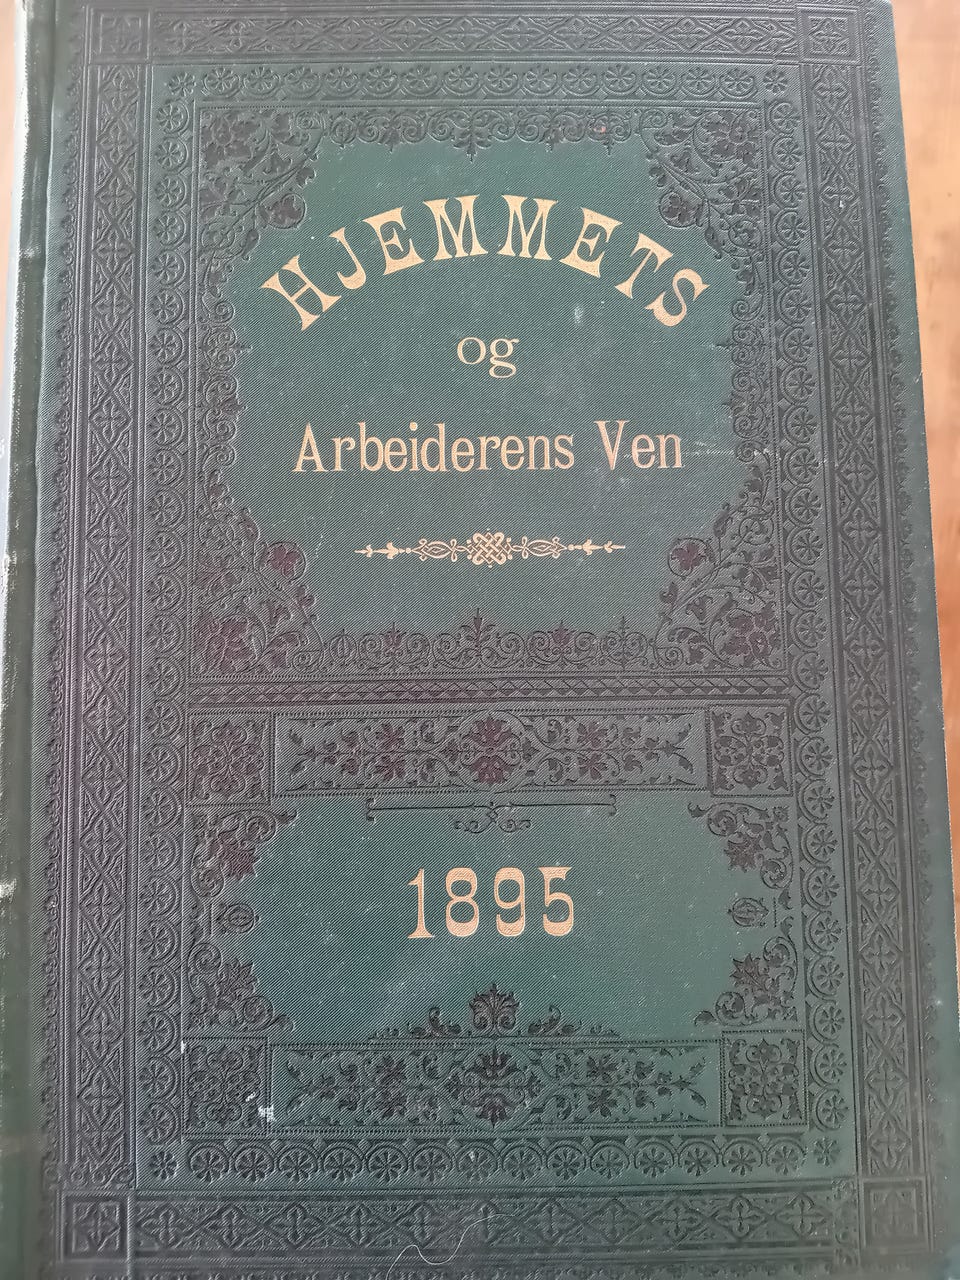 HJEMMETS
og
Arbeiderens Ven
1895